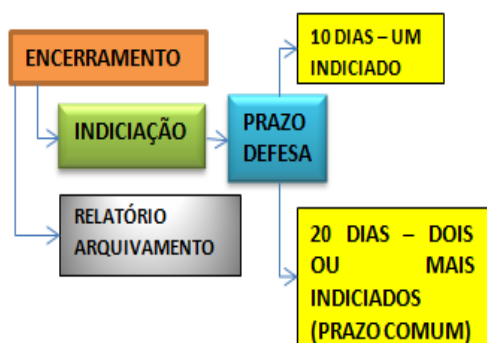 ENCERRAMENTO
INDICIAÇÃO
RELATÓRIO
ARQUIVAMENTO
PRAZO
DEFESA
10 DIAS – UM
INDICIADO
20 DIAS – DOIS
OU MAIS
INDICIADOS
(PRAZO COMUM)